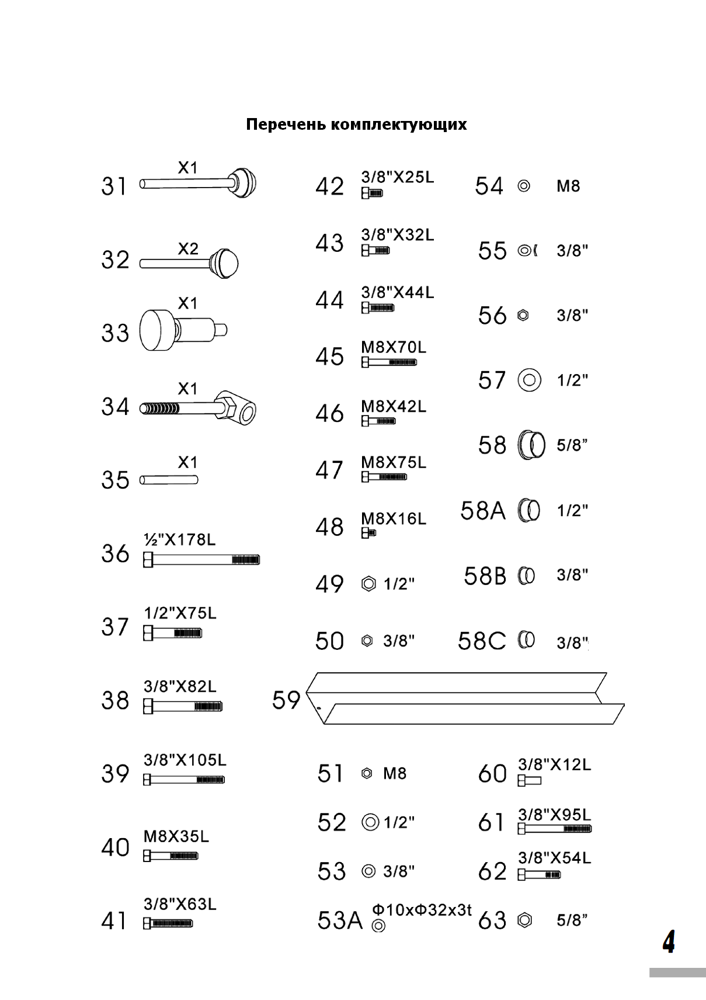 Перечень комплектующих
31 X1
32 X2
33 X1
34 X1
35 X1
36 ½"X178L
37 1/2"X75L
38 3/8"X82L
39 3/8"X105L
40 M8X35L
41 3/8"X63L
42 3/8"X25L
43 3/8"X32L
44 3/8"X44L
45 M8X70L
46 M8X42L
47 M8X75L
48 M8X16L
49 1/2"
50 3/8"
54 M8
55 3/8"
56 3/8"
57 1/2"
58 5/8”
58A 1/2"
58B 3/8"
58C 3/8"
59
51 M8
52 1/2"
53 3/8"
53A Φ10xΦ32x3t
60 3/8"X12L
61 3/8"X95L
62 3/8"X54L
63 5/8”
4